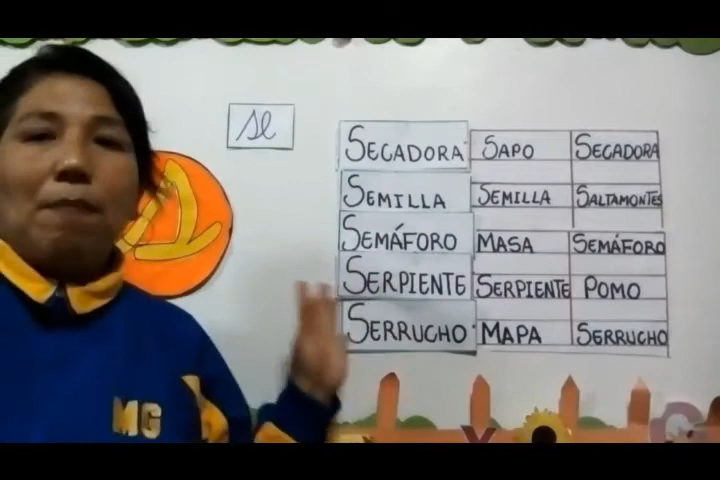 se
SECADORA SAPO SECADORA
SEMILLA SEMILLA SALTAMONTES
SEMÁFORO MASA SEMÁFORO
SERPIENTE SERPIENTE POMO
SERRUCHO MAPA SERRUCHO
MG